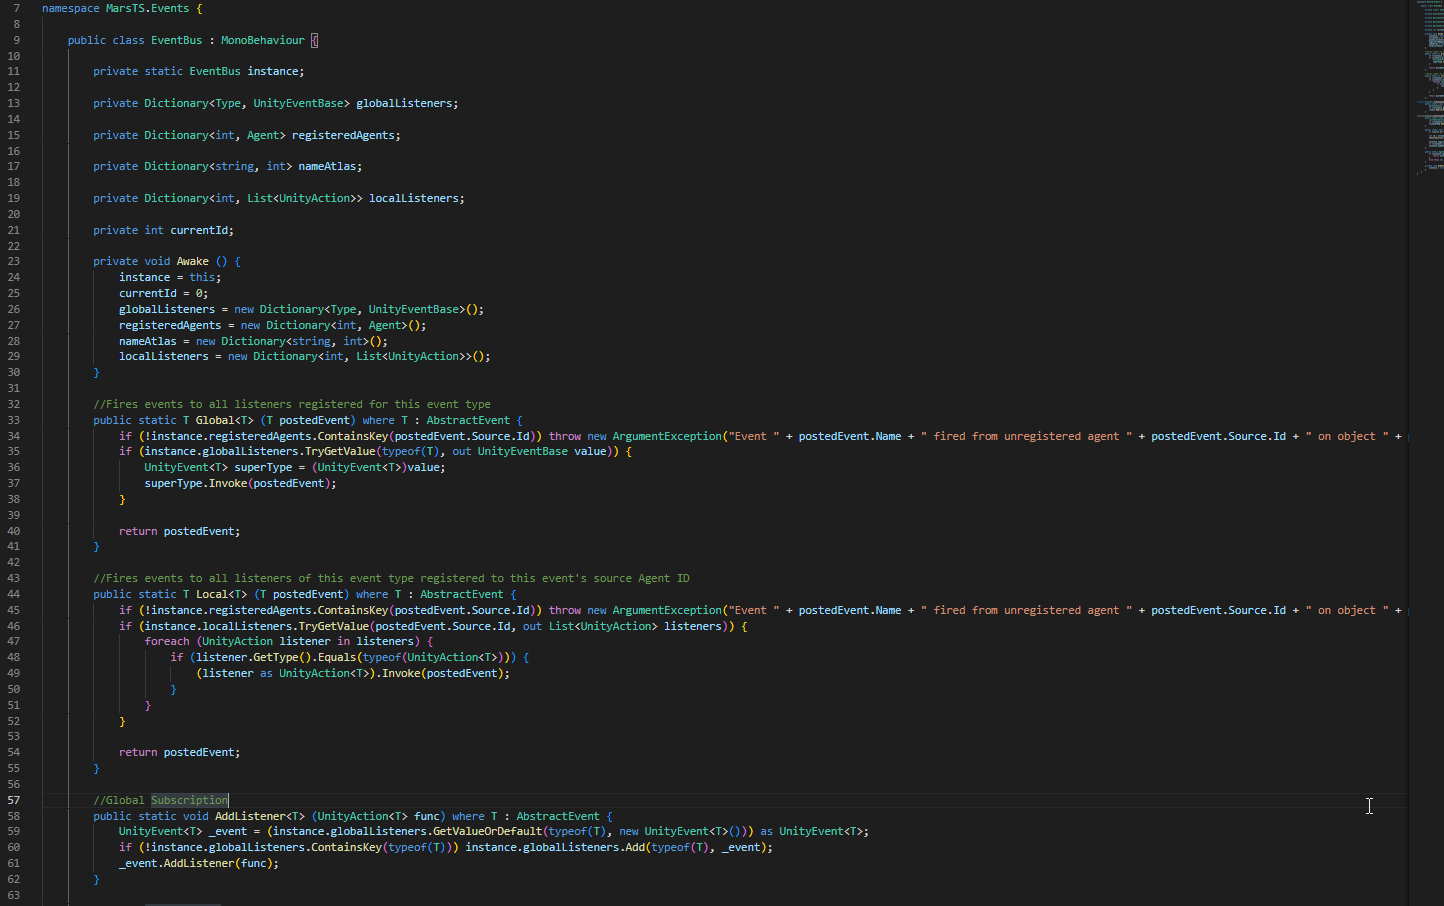 7 namespace MarsTS.Events {
8
9 public class EventBus : MonoBehaviour {
10
11 private static EventBus instance;
12
13 private Dictionary<Type, UnityEventBase> globalListeners;
14
15 private Dictionary<int, Agent> registeredAgents;
16
17 private Dictionary<string, int> nameAtlas;
18
19 private Dictionary<int, List<UnityAction>> localListeners;
20
21 private int currentId;
22
23 private void Awake () {
24 instance = this;
25 currentId = 0;
26 globalListeners = new Dictionary<Type, UnityEventBase>();
27 registeredAgents = new Dictionary<int, Agent>();
28 nameAtlas = new Dictionary<string, int>();
29 localListeners = new Dictionary<int, List<UnityAction>>();
30 }
31
32 //Fires events to all listeners registered for this event type
33 public static T Global<T> (T postedEvent) where T : AbstractEvent {
34 if (!instance.registeredAgents.ContainsKey(postedEvent.Source.Id)) throw new ArgumentException("Event " + postedEvent.Name + " fired from unregistered agent " + postedEvent.Source.Id + " on object " +
35 if (instance.globalListeners.TryGetValue(typeof(T), out UnityEventBase value)) {
36 UnityEvent<T> superType = (UnityEvent<T>)value;
37 superType.Invoke(postedEvent);
38 }
39
40 return postedEvent;
41 }
42
43 //Fires events to all listeners of this event type registered to this event's source Agent ID
44 public static T Local<T> (T postedEvent) where T : AbstractEvent {
45 if (!instance.registeredAgents.ContainsKey(postedEvent.Source.Id)) throw new ArgumentException("Event " + postedEvent.Name + " fired from unregistered agent " + postedEvent.Source.Id + " on object " +
46 if (instance.localListeners.TryGetValue(postedEvent.Source.Id, out List<UnityAction> listeners)) {
47 foreach (UnityAction listener in listeners) {
48 if (listener.GetType().Equals(typeof(UnityAction<T>))) {
49 (listener as UnityAction<T>).Invoke(postedEvent);
50 }
51 }
52 }
53
54 return postedEvent;
55 }
56
57 //Global Subscription
58 public static void AddListener<T> (UnityAction<T> func) where T : AbstractEvent {
59 UnityEvent<T> _event = (instance.globalListeners.GetValueOrDefault(typeof(T), new UnityEvent<T>())) as UnityEvent<T>;
60 if (!instance.globalListeners.ContainsKey(typeof(T))) instance.globalListeners.Add(typeof(T), _event);
61 _event.AddListener(func);
62 }
63